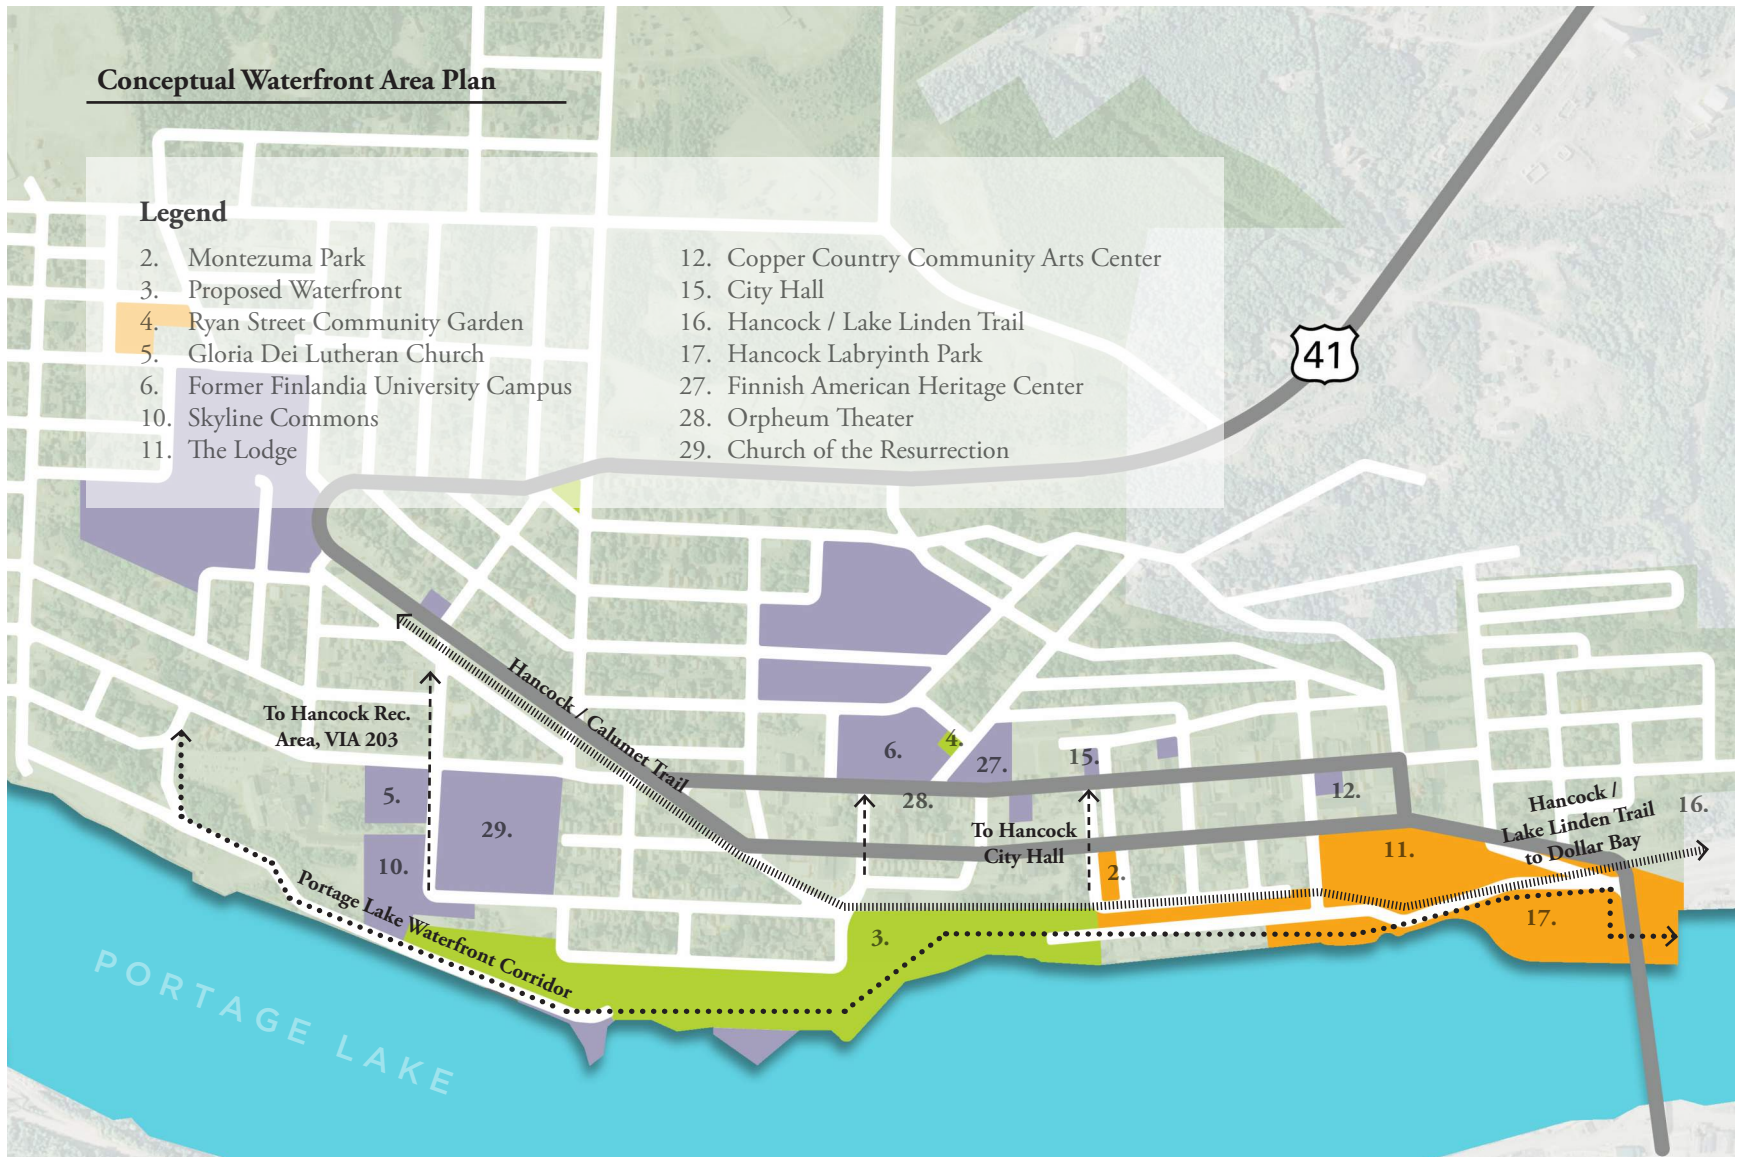 Conceptual Waterfront Area Plan
Legend
2. Montezuma Park
3. Proposed Waterfront
4. Ryan Street Community Garden
5. Gloria Dei Lutheran Church
6. Former Finlandia University Campus
10. Skyline Commons
11. The Lodge
12. Copper Country Community Arts Center
15. City Hall
16. Hancock / Lake Linden Trail
17. Hancock Labryinth Park
27. Finnish American Heritage Center
28. Orpheum Theater
29. Church of the Resurrection
41
Hancock / Calumet Trail
To Hancock Rec.
Area, VIA 203
4.
6.
27.
15.
5.
28.
12.
Hancock /
Lake Linden Trail
to Dollar Bay
16.
29.
To Hancock
City Hall
11.
10.
2.
Portage Lake Waterfront Corridor
3.
17.
PORTAGE LAKE